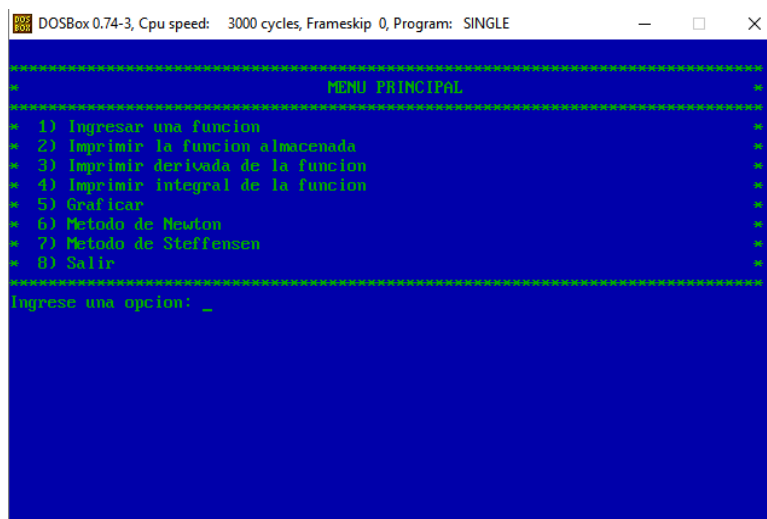 DOSBox 0.74-3, Cpu speed: 3000 cycles, Frameskip 0, Program: SINGLE
******************************************************************************
* MENU PRINCIPAL *
******************************************************************************
* 1) Ingresar una funcion *
* 2) Imprimir la funcion almacenada *
* 3) Imprimir derivada de la funcion *
* 4) Imprimir integral de la funcion *
* 5) Graficar *
* 6) Metodo de Newton *
* 7) Metodo de Steffensen *
* 8) Salir *
******************************************************************************
Ingrese una opcion: _